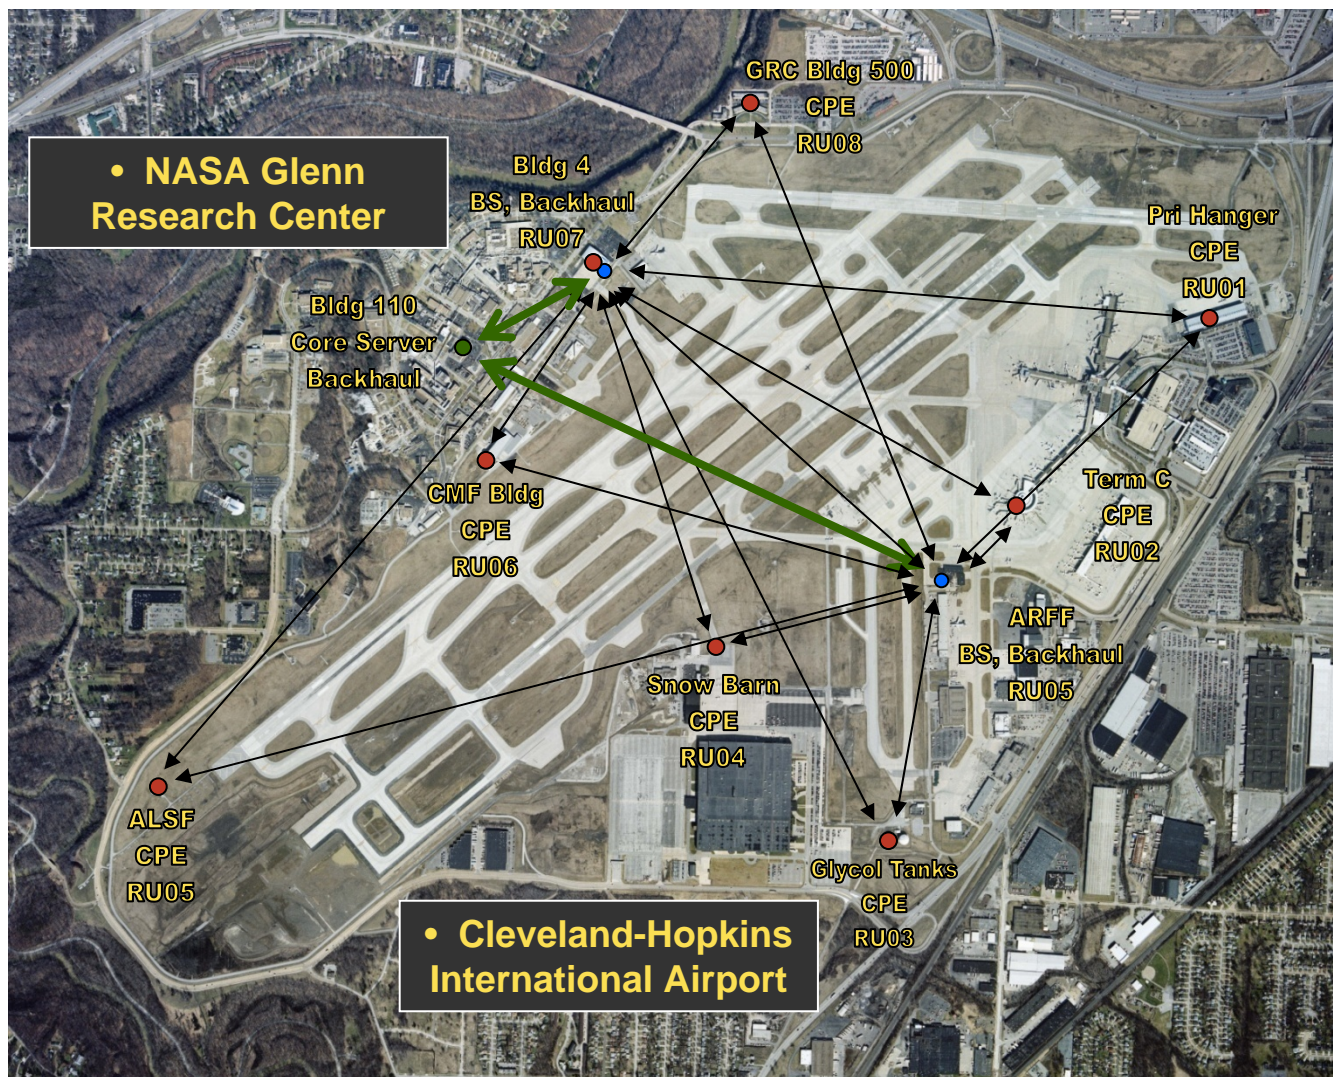 GRC Bldg 500
CPE
RU08
• NASA Glenn
Research Center
Bldg 4
BS, Backhaul
RU07
Pri Hanger
CPE
RU01
Bldg 110
Core Server
Backhaul
CMF Bldg
CPE
RU06
Term C
CPE
RU02
ARFF
BS, Backhaul
RU05
Snow Barn
CPE
RU04
ALSF
CPE
RU05
Glycol Tanks
CPE
RU03
• Cleveland-Hopkins
International Airport